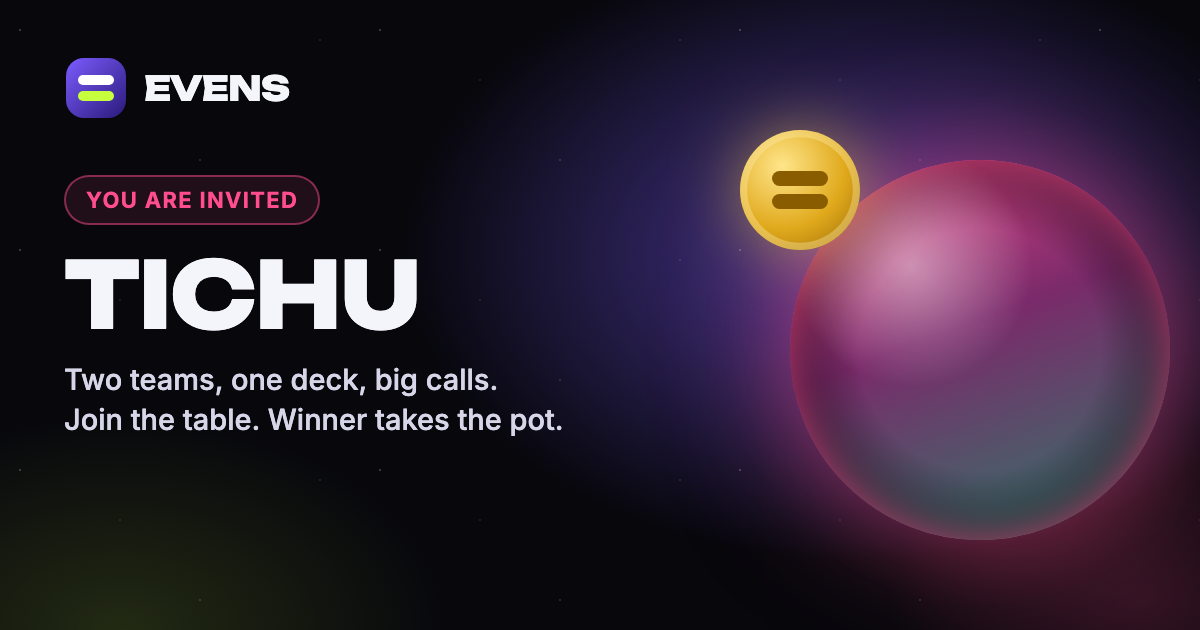 EVENS
YOU ARE INVITED
TICHU
Two teams, one deck, big calls.
Join the table. Winner takes the pot.